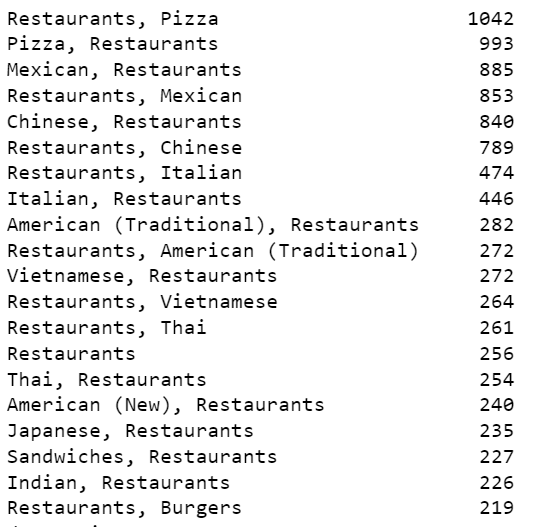 Restaurants, Pizza 1042
Pizza, Restaurants 993
Mexican, Restaurants 885
Restaurants, Mexican 853
Chinese, Restaurants 840
Restaurants, Chinese 789
Restaurants, Italian 474
Italian, Restaurants 446
American (Traditional), Restaurants 282
Restaurants, American (Traditional) 272
Vietnamese, Restaurants 272
Restaurants, Vietnamese 264
Restaurants, Thai 261
Restaurants 256
Thai, Restaurants 254
American (New), Restaurants 240
Japanese, Restaurants 235
Sandwiches, Restaurants 227
Indian, Restaurants 226
Restaurants, Burgers 219